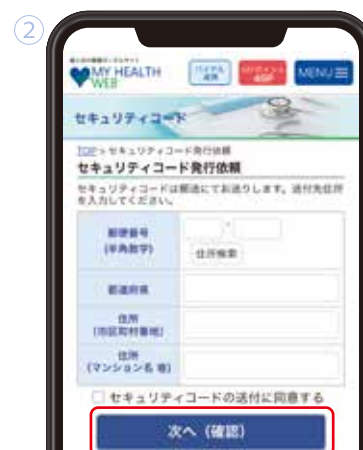 ②
MY HEALTH
WEB
MENU
セキュリティコード
TOP > セキュリティコード発行依頼
セキュリティコード発行依頼
セキュリティコードは郵送にてお送りします。送付先住所
を入力してください。
郵便番号
(半角数字)
-
住所検索
都道府県
住所
(市区町村番地)
住所
(マンション名 等)
セキュリティコードの送付に同意する
次へ（確認）